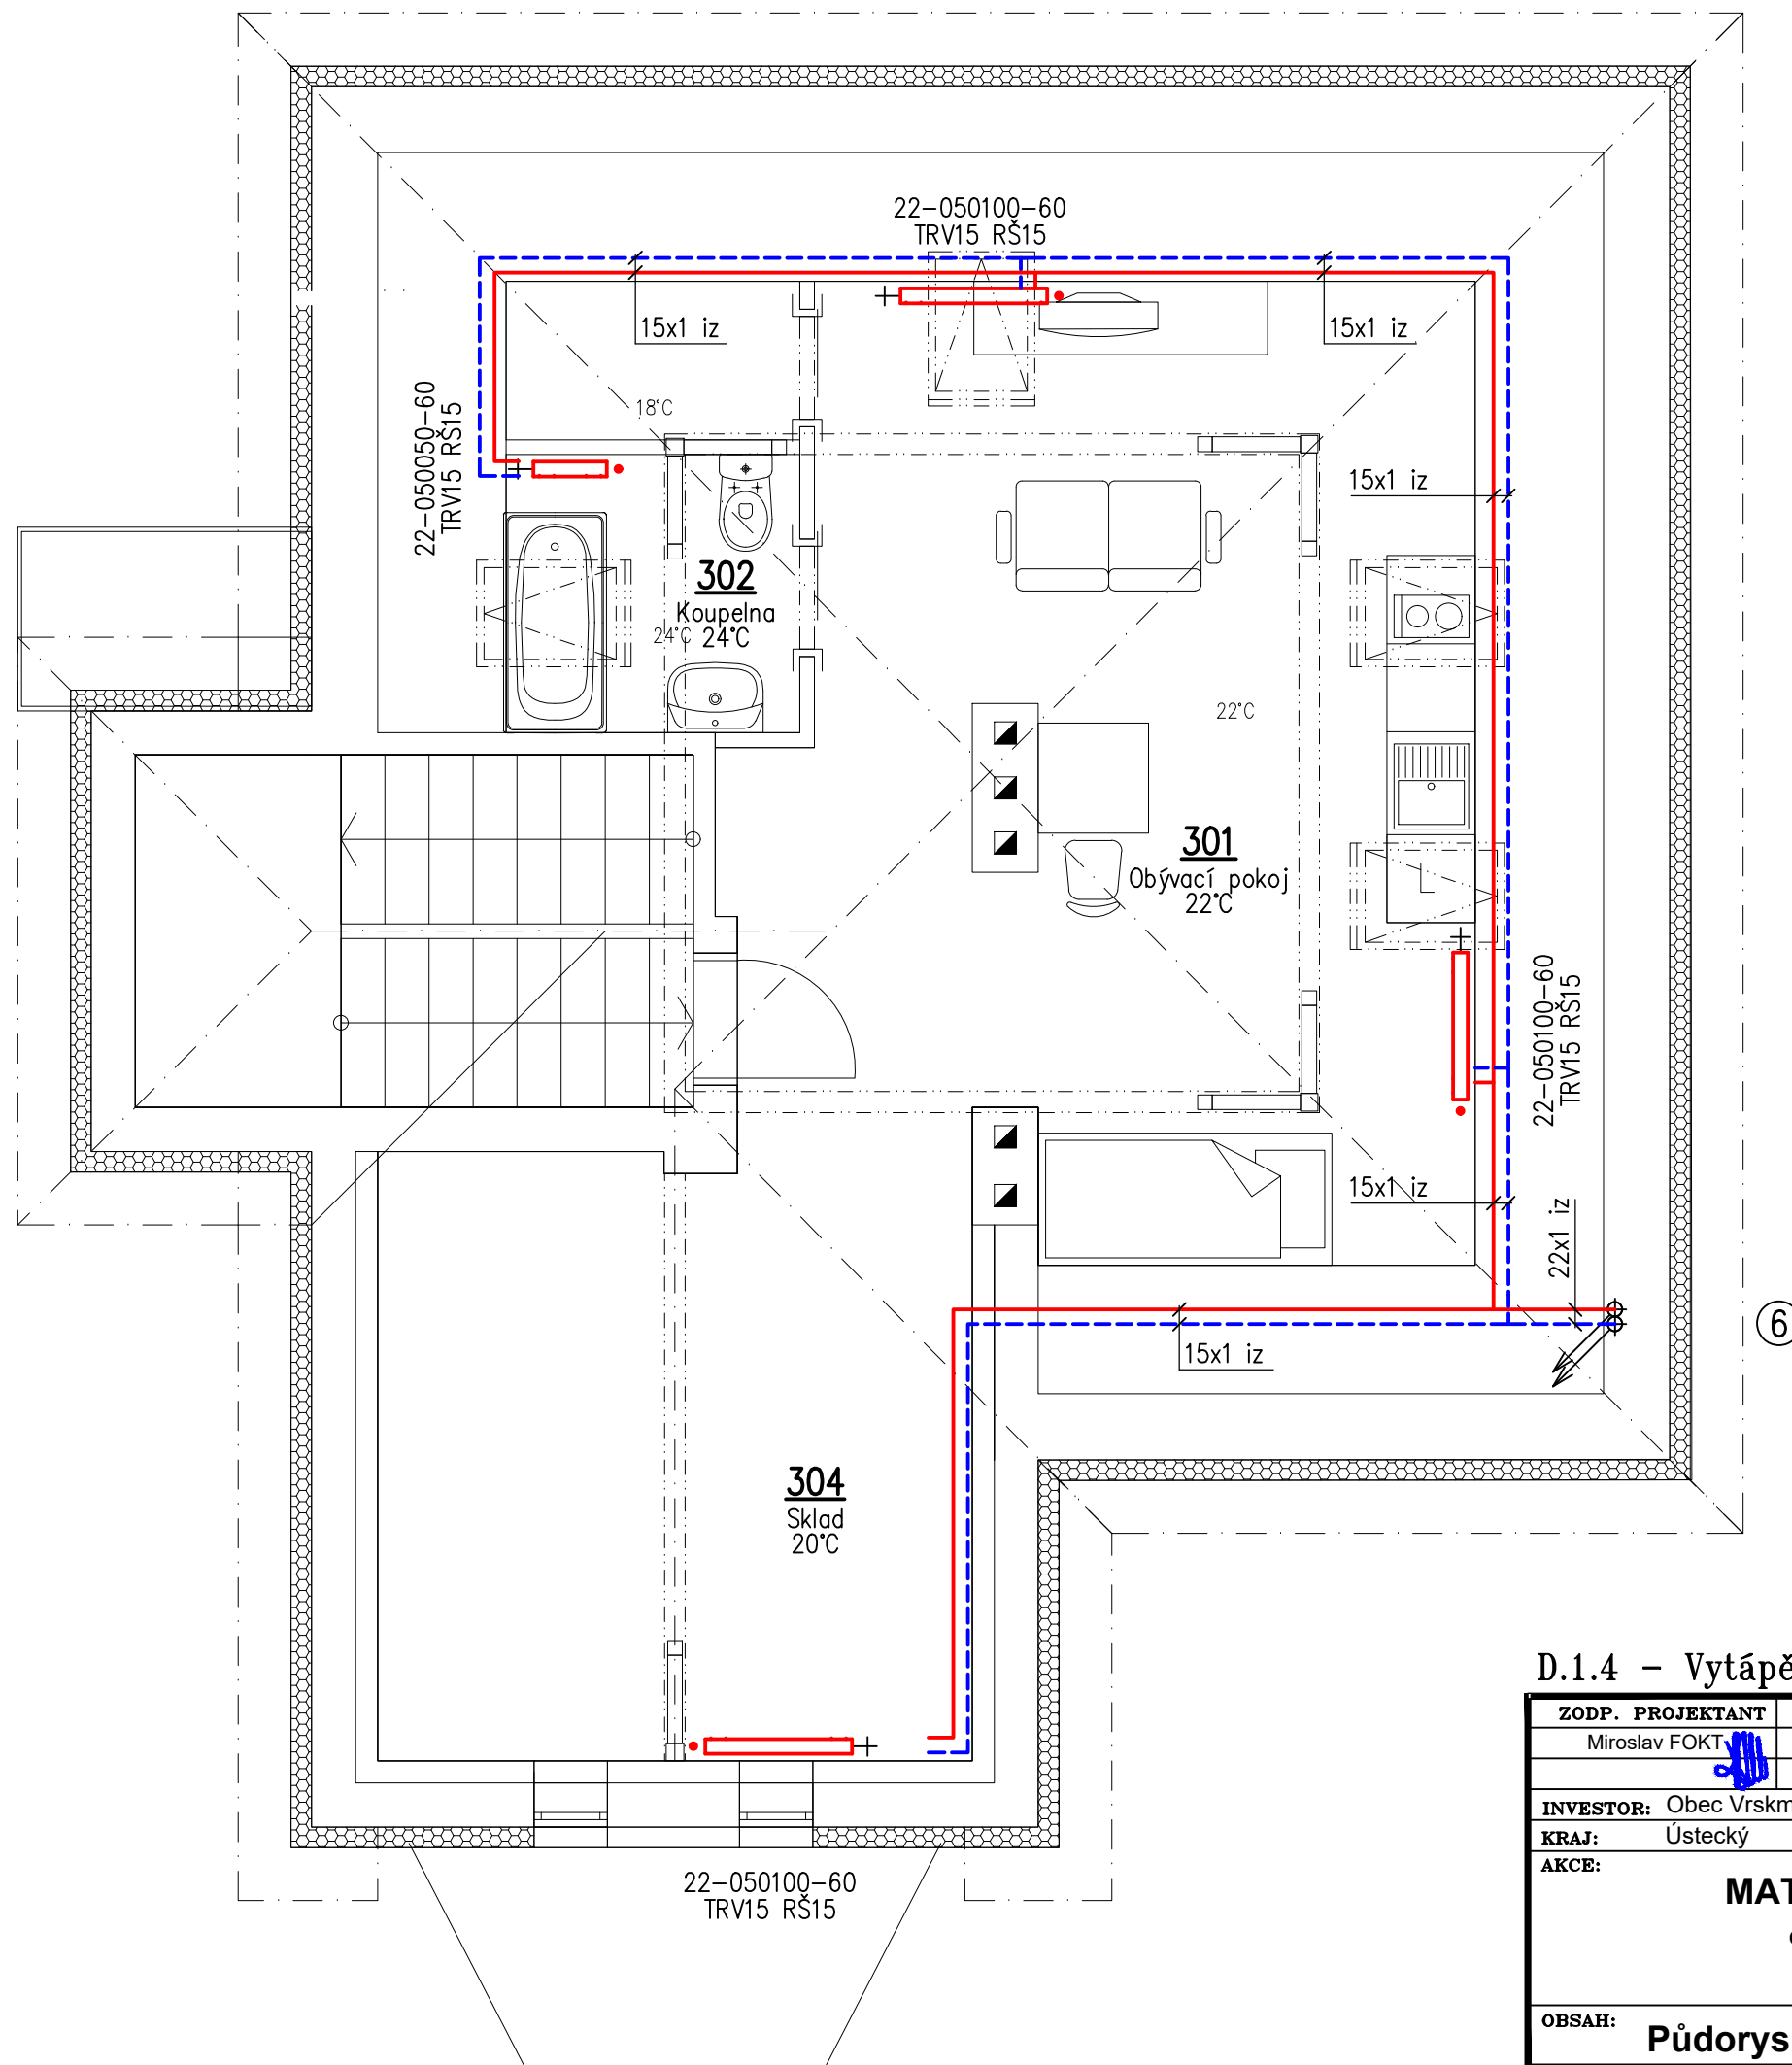 22-050100-60
TRV15 RŠ15
15x1 iz
15x1 iz
22-050050-60
TRV15 RŠ15
18°C
15x1 iz
302
Koupelna
24°C
24°C
22°C
301
Obývací pokoj
22°C
22-050100-60
TRV15 RŠ15
15x1 iz
22x1 iz
6
15x1 iz
304
Sklad
20°C
22-050100-60
TRV15 RŠ15
D.1.4 - Vytápě
ZODP. PROJEKTANT
Miroslav FOKT
INVESTOR: Obec Vrskm
KRAJ: Ústecký
AKCE:
MAT
OBSAH: Půdorys